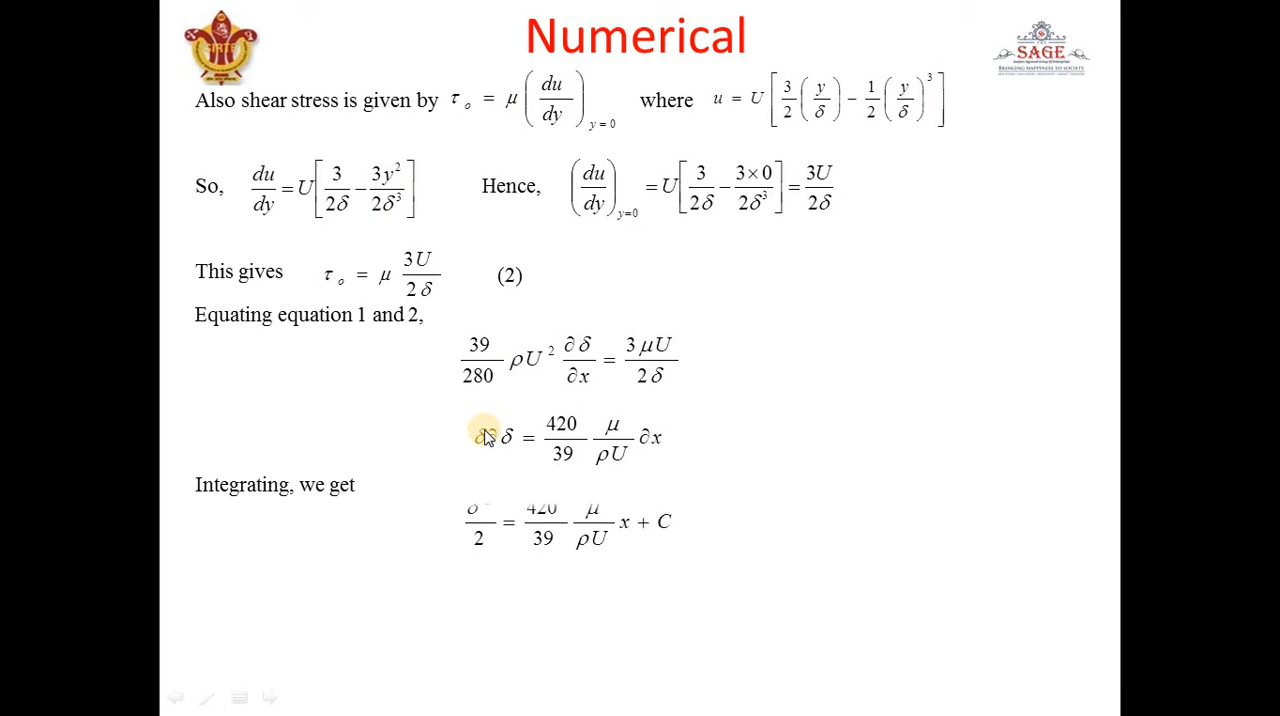 Numerical
SIRTE
SAGE
BRINGING HAPPINESS TO SOCIETY
Also shear stress is given by τₒ = μ (du/dy)_{y=0} where u = U [3/2 (y/δ) − 1/2 (y/δ)³]
So, du/dy = U [3/2δ − 3y²/2δ³] Hence, (du/dy)_{y=0} = U [3/2δ − 3×0/2δ³] = 3U/2δ
This gives τₒ = μ 3U/2δ (2)
Equating equation 1 and 2,
39/280 ρU² ∂δ/∂x = 3μU/2δ
δ∂δ = 420/39 μ/ρU ∂x
Integrating, we get
δ/2 = 420/39 μ/ρU x + C